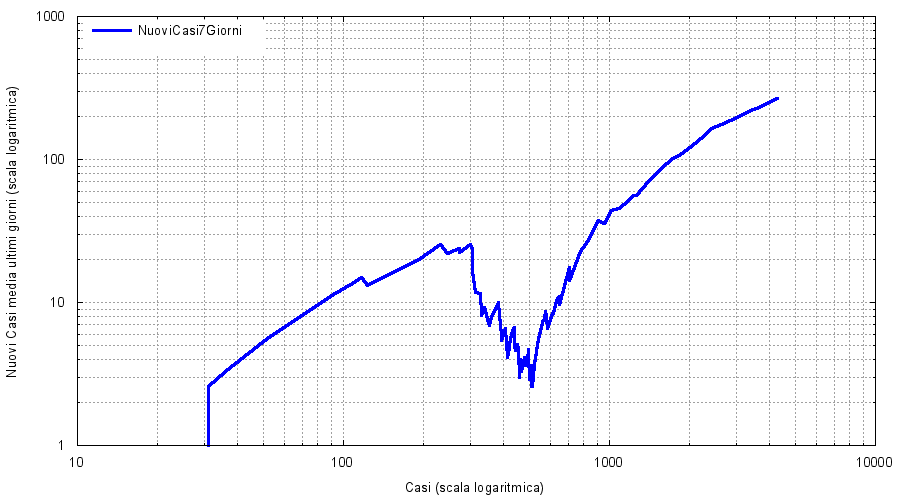 1000
NuoviCasi7Giorni
100
10
1
Nuovi Casi media ultimi giorni (scala logaritmica)
10
100
1000
10000
Casi (scala logaritmica)